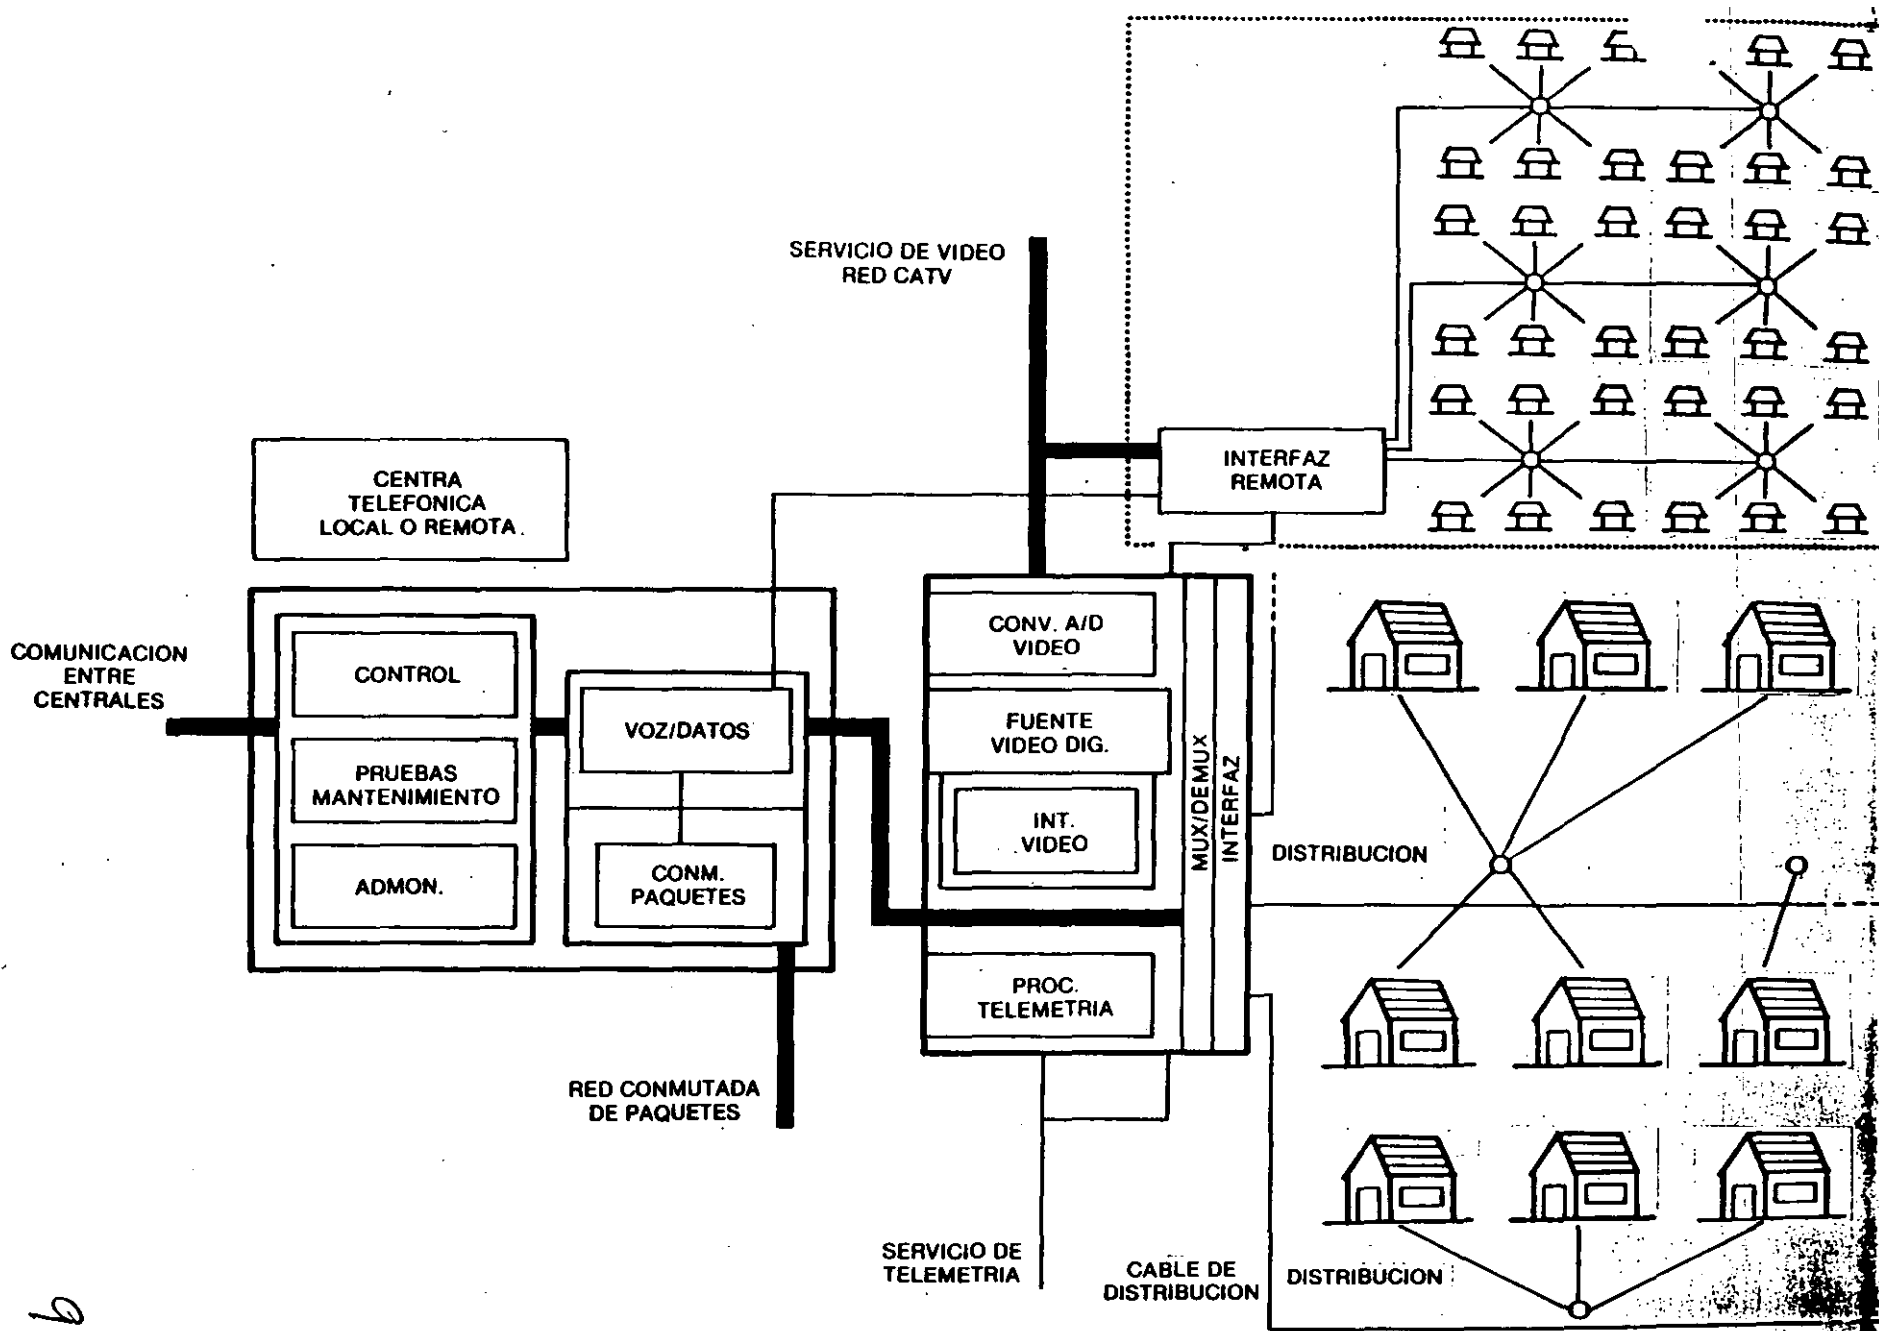 SERVICIO DE VIDEO
RED CATV
INTERFAZ
REMOTA
CENTRA
TELEFONICA
LOCAL O REMOTA.
COMUNICACION
ENTRE
CENTRALES
CONTROL
PRUEBAS
MANTENIMIENTO
ADMON.
VOZ/DATOS
CONM.
PAQUETES
RED CONMUTADA
DE PAQUETES
CONV. A/D
VIDEO
FUENTE
VIDEO DIG.
INT.
VIDEO
PROC.
TELEMETRIA
MUX/DEMUX
INTERFAZ
DISTRIBUCION
SERVICIO DE
TELEMETRIA
CABLE DE
DISTRIBUCION
DISTRIBUCION
9